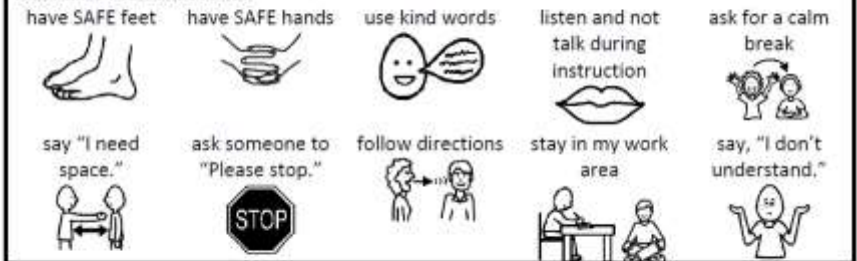 have SAFE feet
have SAFE hands
use kind words
listen and not
talk during
instruction
ask for a calm
break
say "I need
space."
ask someone to
"Please stop."
follow directions
stay in my work
area
say, "I don't
understand."
STOP